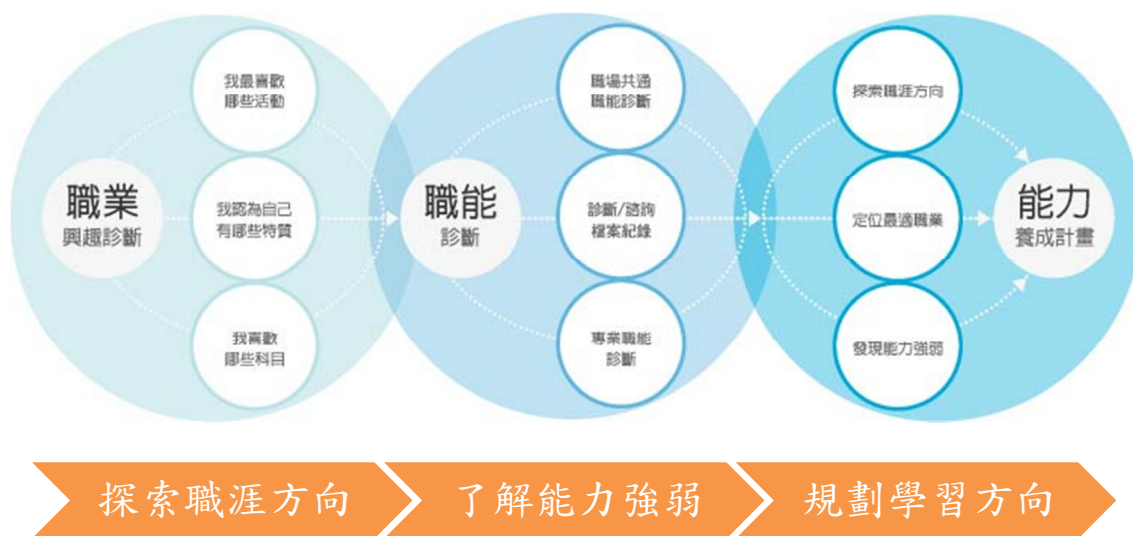 職業
興趣診斷
我最喜歡
哪些活動
我認為自己
有哪些特質
我喜歡
哪些科目
職能
診斷
職場共通
職能診斷
診斷/諮詢
檔案紀錄
專業職能
診斷
探索職涯方向
定位最適職業
發現能力強弱
能力
養成計畫
探索職涯方向
了解能力強弱
規劃學習方向